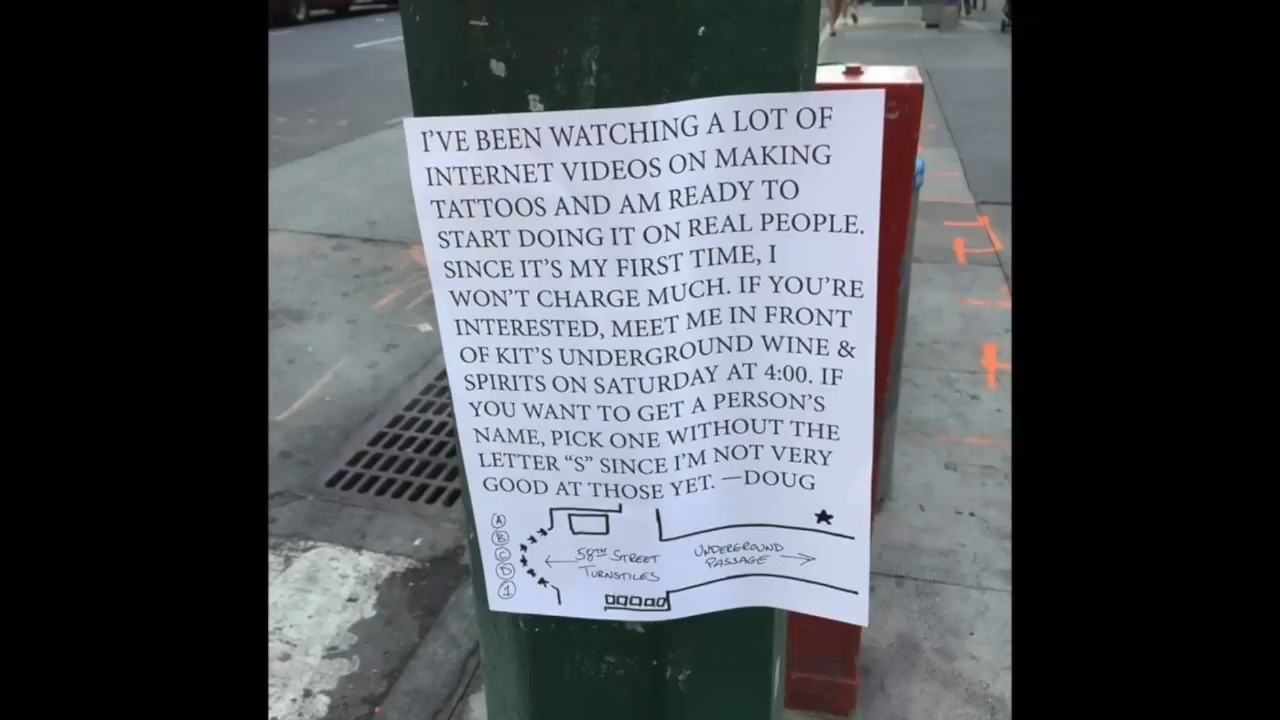 I'VE BEEN WATCHING A LOT OF
INTERNET VIDEOS ON MAKING
TATTOOS AND AM READY TO
START DOING IT ON REAL PEOPLE.
SINCE IT'S MY FIRST TIME, I
WON'T CHARGE MUCH. IF YOU'RE
INTERESTED, MEET ME IN FRONT
OF KIT'S UNDERGROUND WINE &
SPIRITS ON SATURDAY AT 4:00. IF
YOU WANT TO GET A PERSON'S
NAME, PICK ONE WITHOUT THE
LETTER “S” SINCE I'M NOT VERY
GOOD AT THOSE YET. —DOUG
A
B
C
D
1
58TH STREET
TURNSTILES
UNDERGROUND
PASSAGE